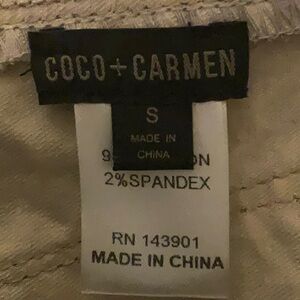 COCO + CARMEN
S
MADE IN
CHINA
2%SPANDEX
RN 143901
MADE IN CHINA